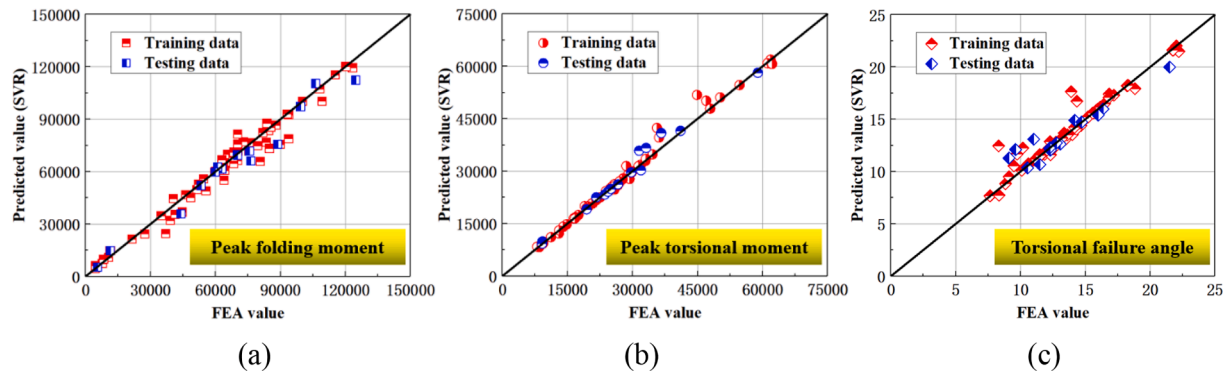 150000
120000
90000
60000
30000
0
Predicted value (SVR)
Training data
Testing data
Peak folding moment
0 30000 60000 90000 120000 150000
FEA value
(a)
75000
60000
45000
30000
15000
0
Predicted value (SVR)
Training data
Testing data
Peak torsional moment
0 15000 30000 45000 60000 75000
FEA value
(b)
25
20
15
10
5
0
Predicted value (SVR)
Training data
Testing data
Torsional failure angle
0 5 10 15 20 25
FEA value
(c)